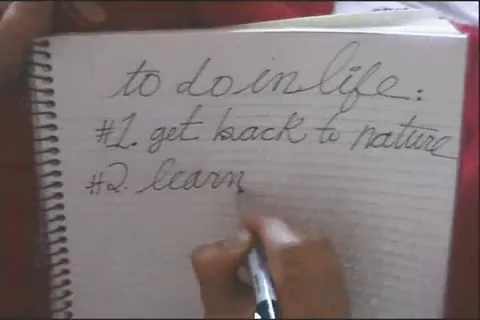 to do in life:
#1. get back to nature
#2. learn